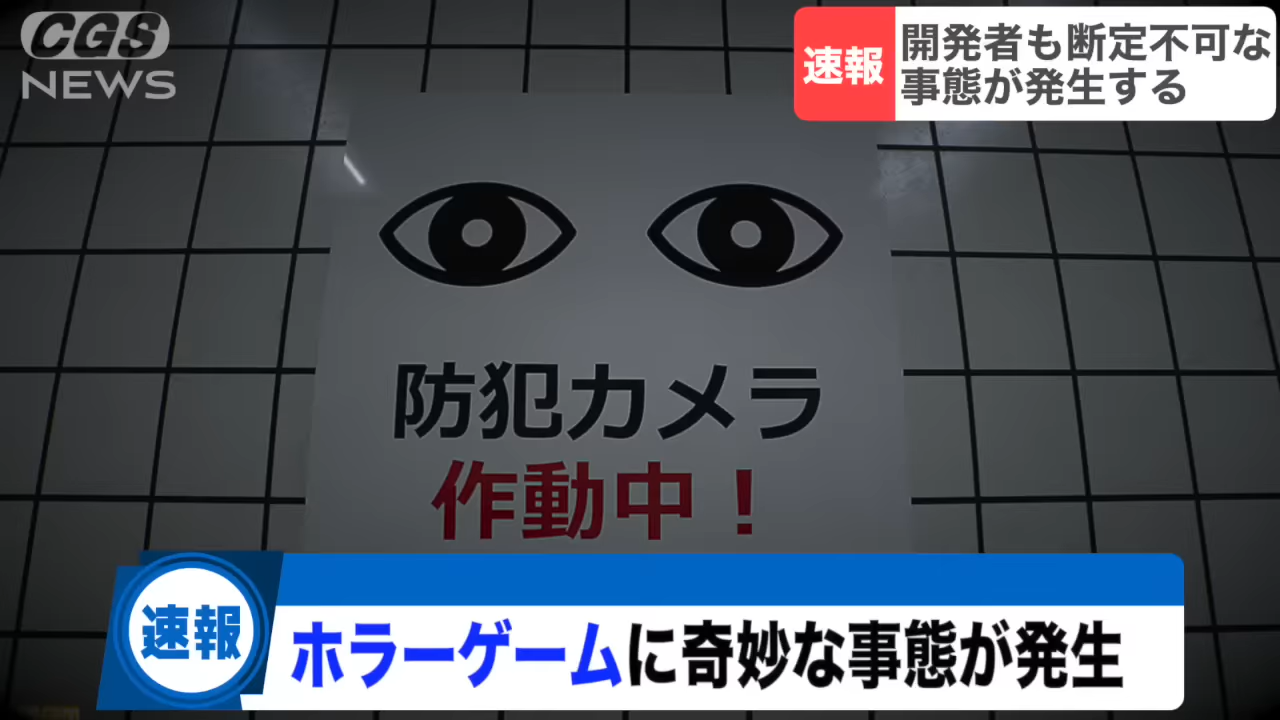 CGS
NEWS
速報
開発者も断定不可な
事態が発生する
防犯カメラ
作動中！
速報
ホラーゲームに奇妙な事態が発生